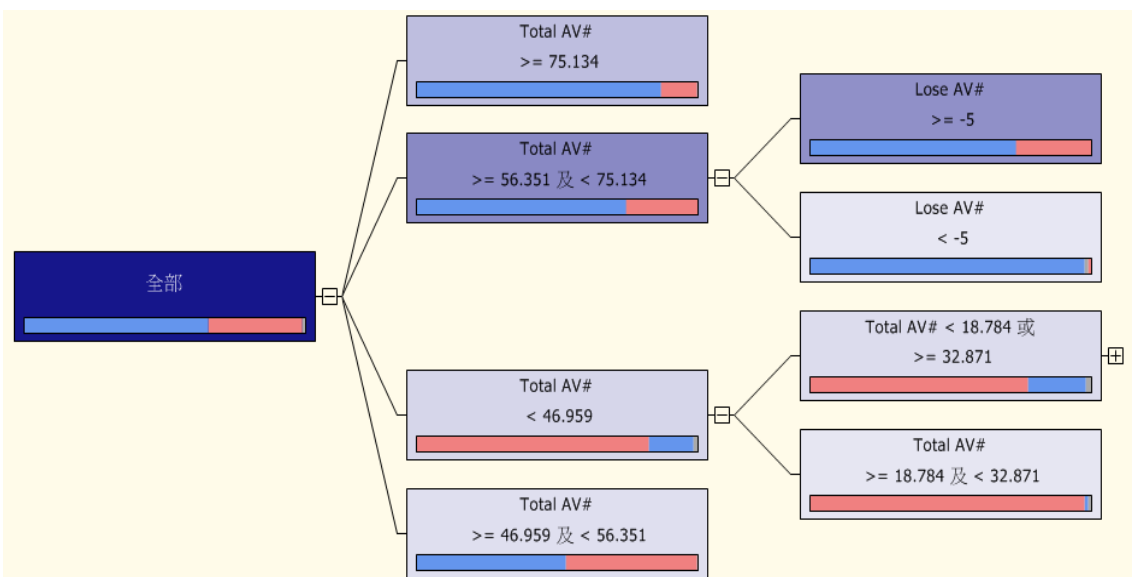 全部
Total AV#
>= 75.134
Total AV#
>= 56.351 及 < 75.134
Total AV#
< 46.959
Total AV#
>= 46.959 及 < 56.351
Lose AV#
>= -5
Lose AV#
< -5
Total AV# < 18.784 或
>= 32.871
Total AV#
>= 18.784 及 < 32.871